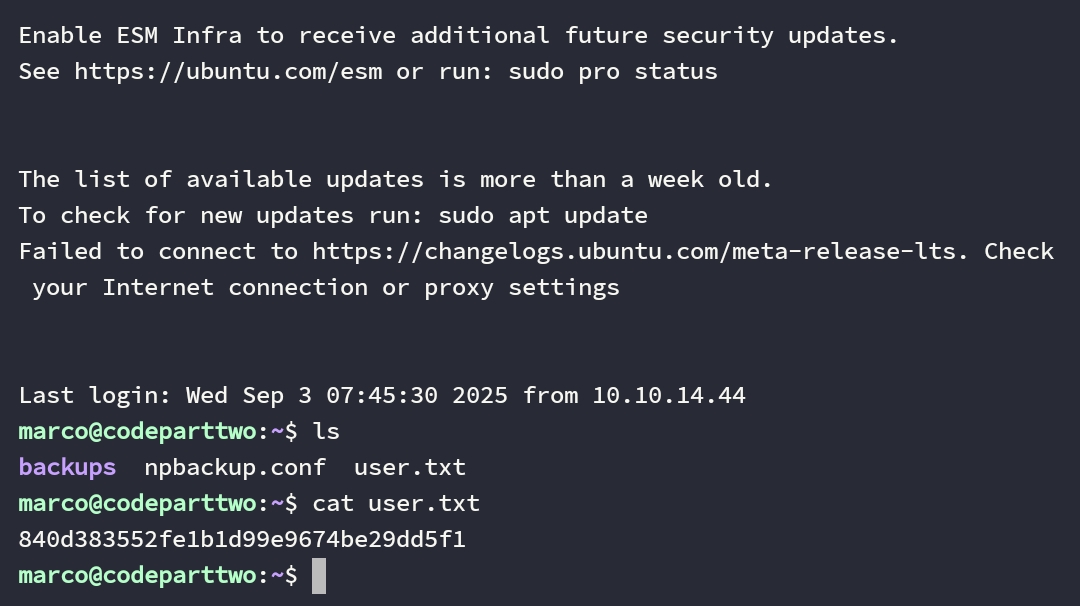 Enable ESM Infra to receive additional future security updates.
See https://ubuntu.com/esm or run: sudo pro status
The list of available updates is more than a week old.
To check for new updates run: sudo apt update
Failed to connect to https://changelogs.ubuntu.com/meta-release-lts. Check
 your Internet connection or proxy settings
Last login: Wed Sep 3 07:45:30 2025 from 10.10.14.44
marco@codeparttwo:~$ ls
backups  npbackup.conf  user.txt
marco@codeparttwo:~$ cat user.txt
840d383552fe1b1d99e9674be29dd5f1
marco@codeparttwo:~$